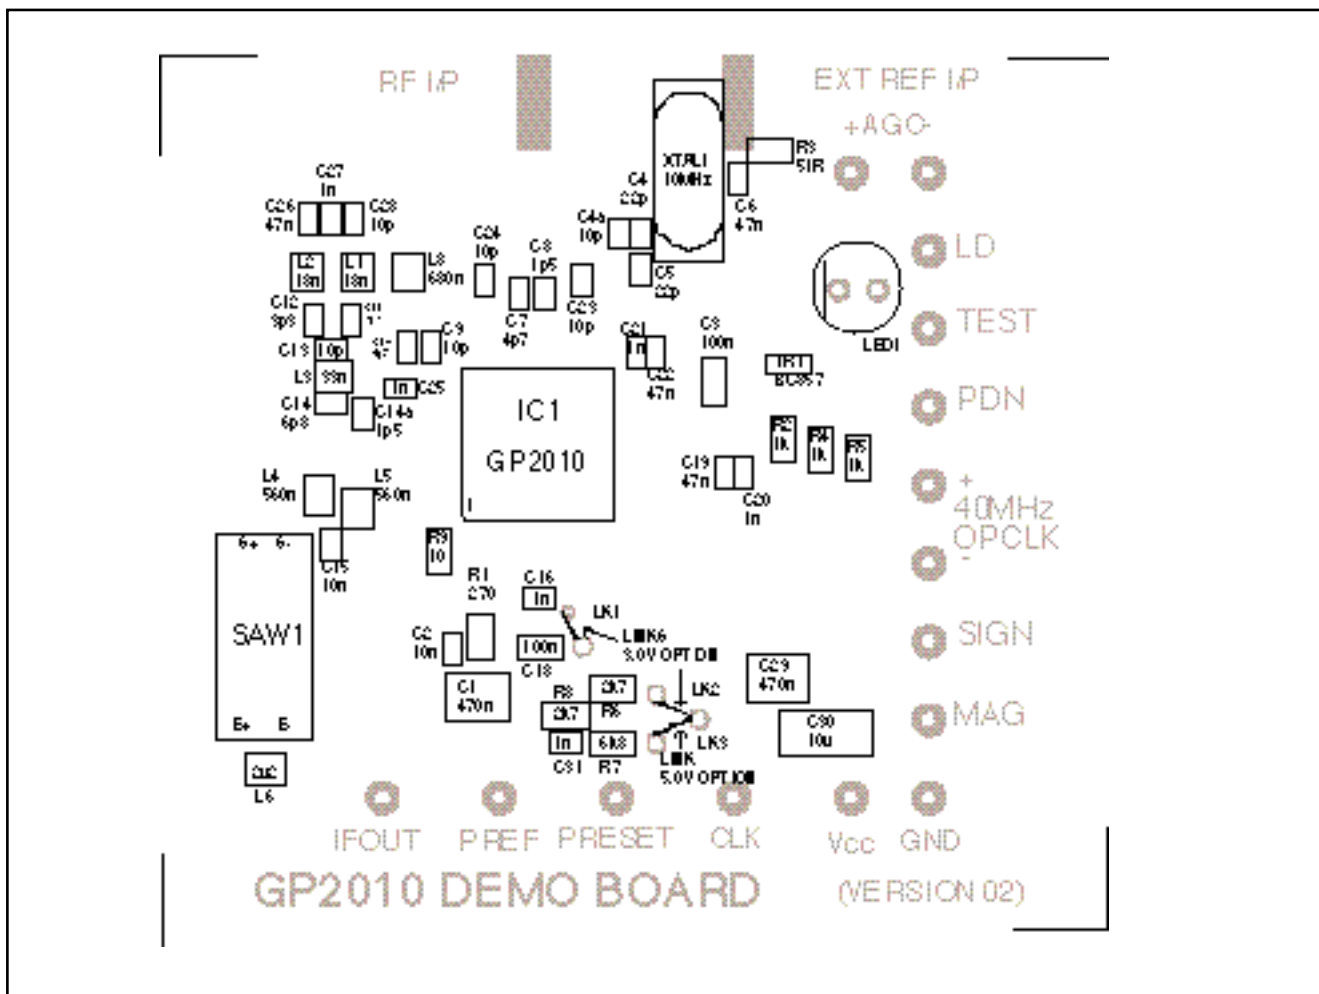 RF I/P
EXT REF I/P
+AGC-
XTAL1
10MHz
R3
51R
C27
1n
C26
47n
C28
10p
C4
22p
C6
47n
C4a
10p
C24
10p
C8
1p5
L2
18n
L1
18n
L8
680n
C5
22p
LD
C12
C7
4p7
C23
10p
TEST
C9
10p
C21
1n
C3
100n
LED1
C13
10p
C22
47n
TR1
BC857
L3
C25
1n
C14
6p8
C14a
1p5
IC1
GP2010
1
PDN
R2
1k
R4
1k
R5
1k
C19
47n
C20
1n
L4
560n
L5
560n
+
40MHz
OPCLK
-
C15
10n
R9
10
R1
270
C16
1n
LK1
LINK6
3.0V OPTION
SAW1
C2
10n
100n
C18
SIGN
C29
470n
C1
470n
R8
2k7
2k7
R6
LK2
MAG
C30
10u
1n
C31
6k8
R7
LK3
LINK
5.0V OPTION
2u2
L6
IFOUT
PREF
PRESET
CLK
Vcc
GND
GP2010 DEMO BOARD
(VERSION 02)